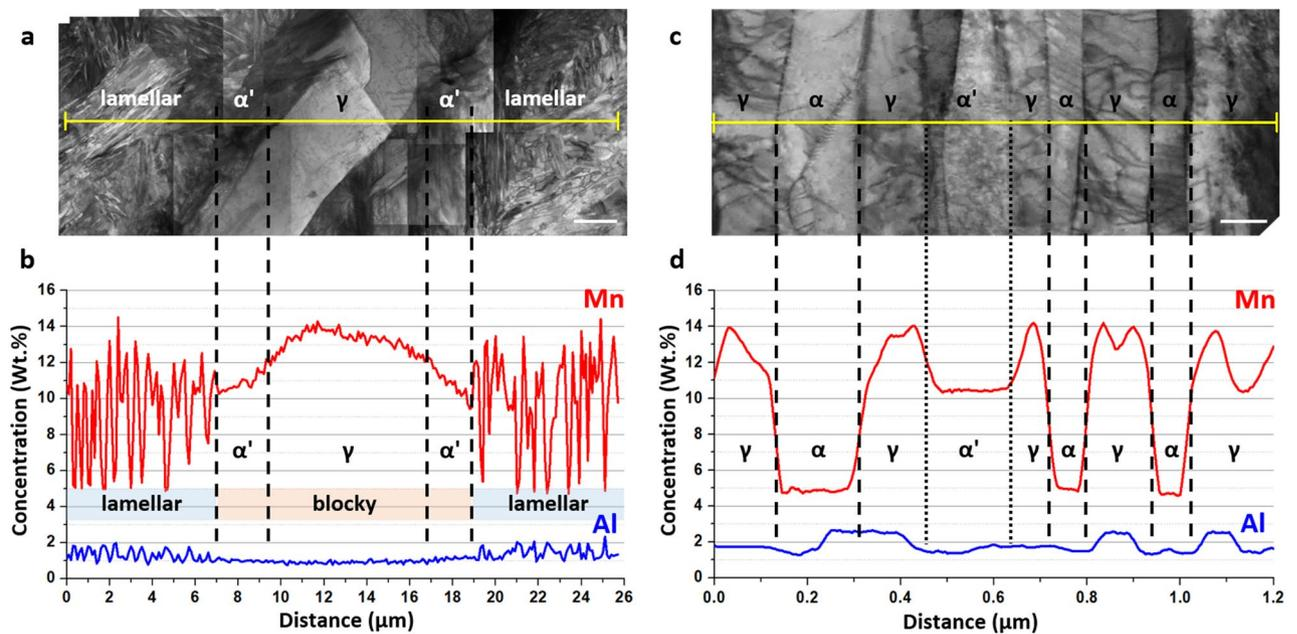 a
lamellar α' γ α' lamellar
b
Mn
16
14
12
10
8
6
4
2
0
Concentration (Wt.%)
α' γ α'
lamellar blocky lamellar
Al
0 2 4 6 8 10 12 14 16 18 20 22 24 26
Distance (μm)
c
γ α γ α' γ α γ α γ
d
Mn
16
14
12
10
8
6
4
2
0
Concentration (Wt.%)
γ α γ α' γ α γ α γ
Al
0.0 0.2 0.4 0.6 0.8 1.0 1.2
Distance (μm)